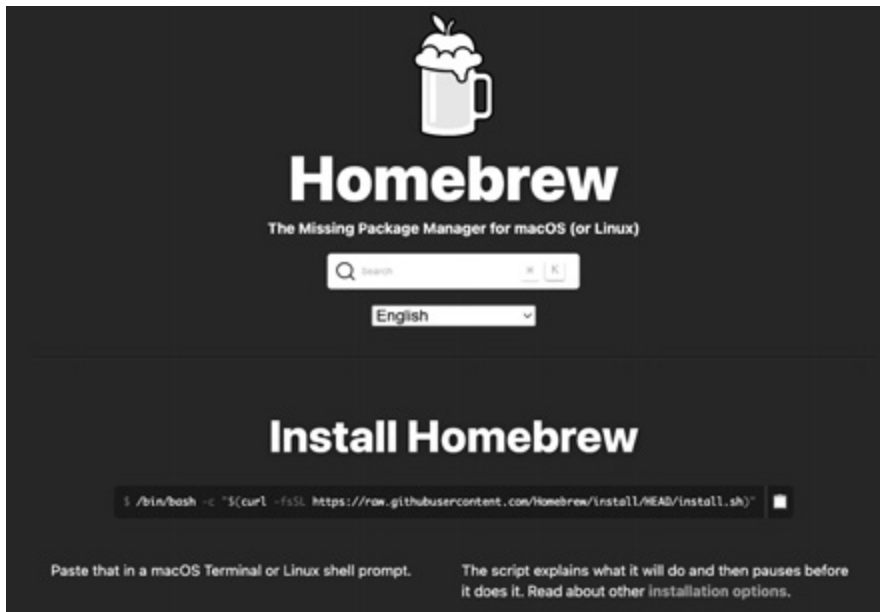 Homebrew
The Missing Package Manager for macOS (or Linux)
Search
⌘ K
English
Install Homebrew
$ /bin/bash -c "$(curl -fsSL https://raw.githubusercontent.com/Homebrew/install/HEAD/install.sh)"
Paste that in a macOS Terminal or Linux shell prompt.
The script explains what it will do and then pauses before
it does it. Read about other installation options.